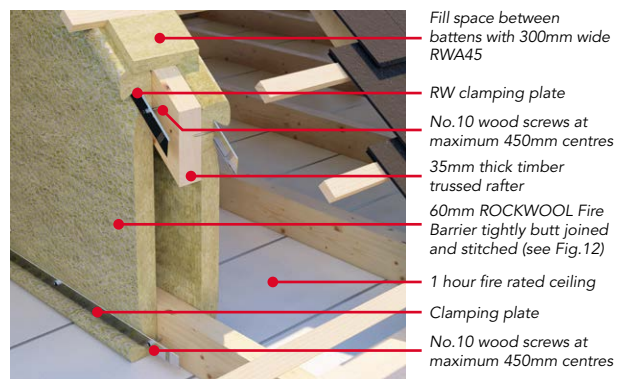 Fill space between
battens with 300mm wide
RWA45
RW clamping plate
No.10 wood screws at
maximum 450mm centres
35mm thick timber
trussed rafter
60mm ROCKWOOL Fire
Barrier tightly butt joined
and stitched (see Fig.12)
1 hour fire rated ceiling
Clamping plate
No.10 wood screws at
maximum 450mm centres